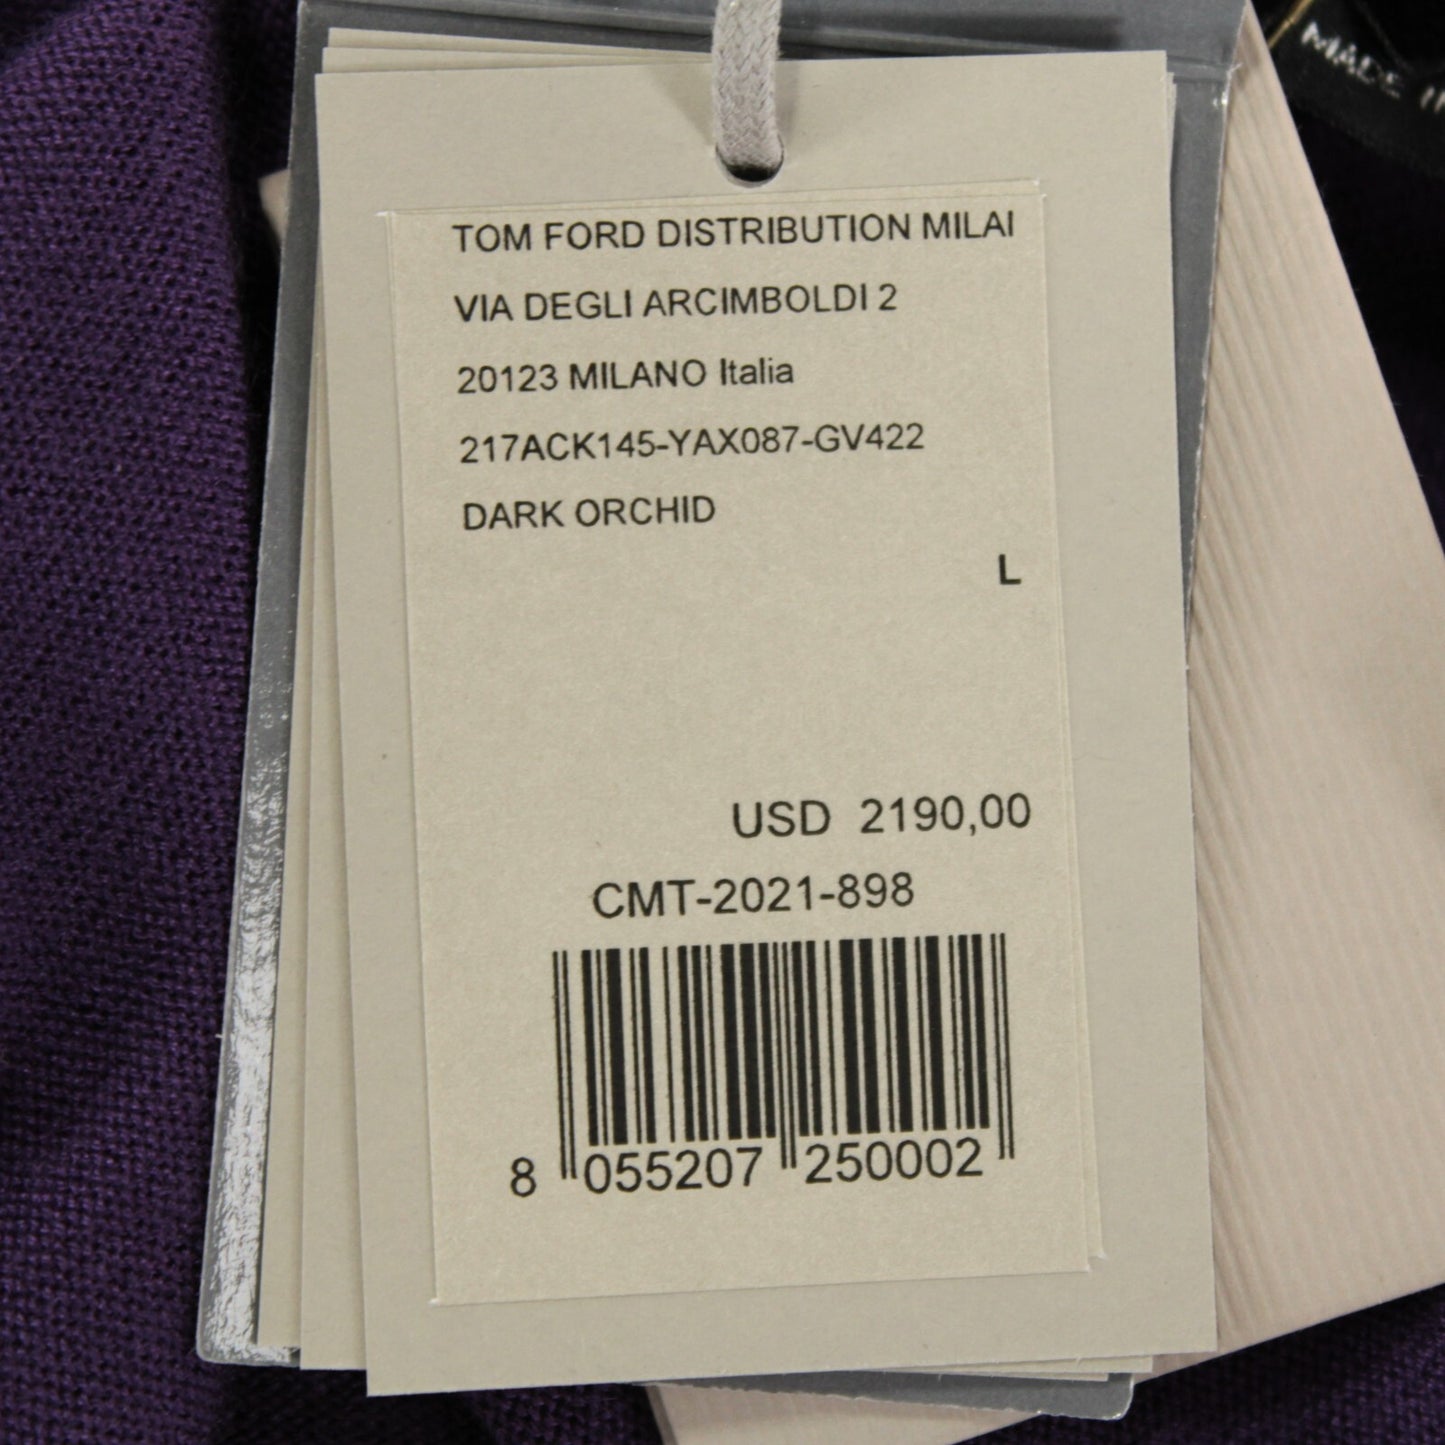 MADE I
TOM FORD DISTRIBUTION MILAI
VIA DEGLI ARCIMBOLDI 2
20123 MILANO Italia
217ACK145-YAX087-GV422
DARK ORCHID
L
USD 2190,00
CMT-2021-898
8 055207 250002